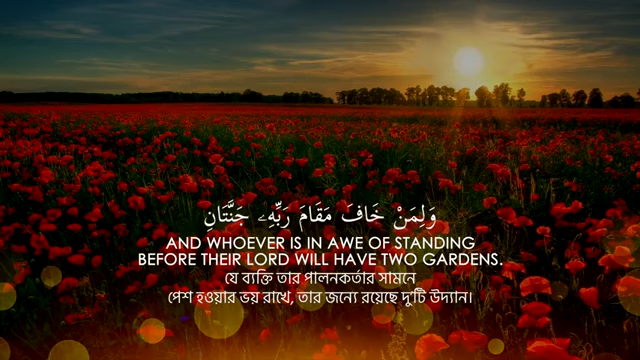 وَلِمَنْ خَافَ مَقَامَ رَبِّهِۦ جَنَّتَانِ
AND WHOEVER IS IN AWE OF STANDING
BEFORE THEIR LORD WILL HAVE TWO GARDENS.
যে ব্যক্তি তার পালনকর্তার সামনে
পেশ হওয়ার ভয় রাখে, তার জন্যে রয়েছে দু'টি উদ্যান।